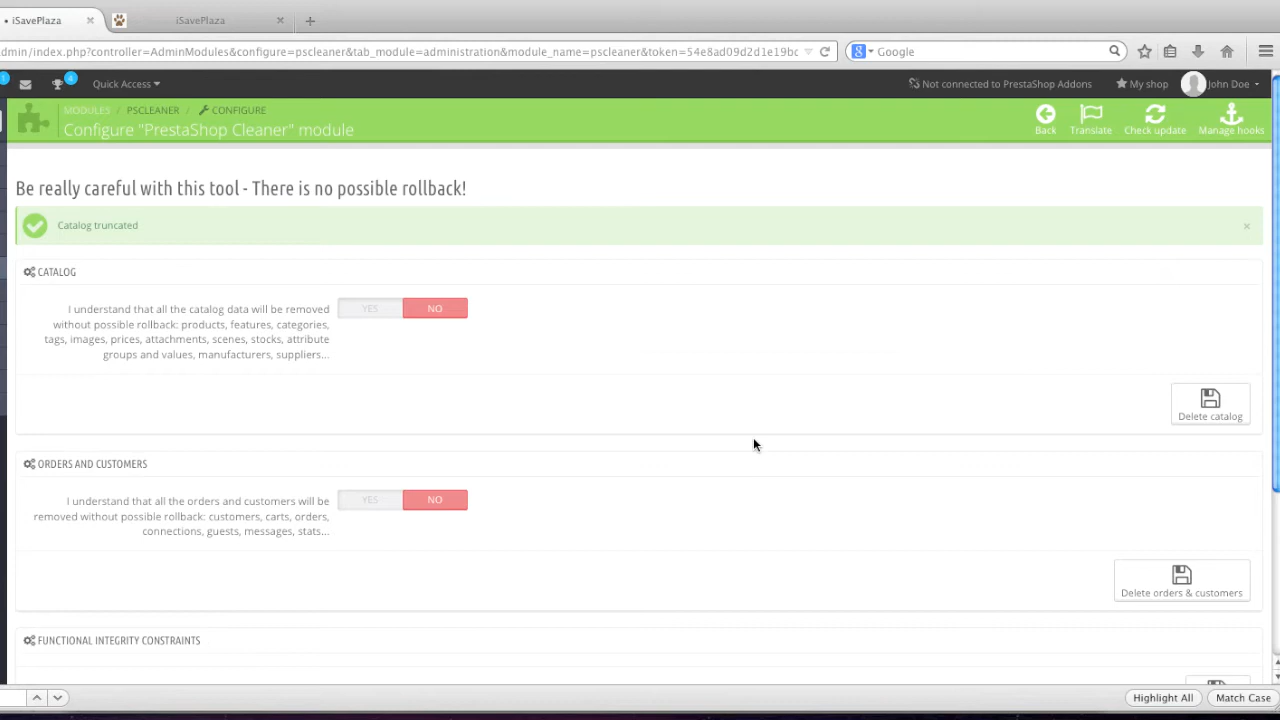 iSavePlaza
iSavePlaza
dmin/index.php?controller=AdminModules&configure=pscleaner&tab_module=administration&module_name=pscleaner&token=54e8ad09d2d1e19bc
Google
4 Quick Access
Not connected to PrestaShop Addons My shop John Doe
MODULES / PSCLEANER / CONFIGURE
Configure "PrestaShop Cleaner" module
Back Translate Check update Manage hooks
Be really careful with this tool - There is no possible rollback!
Catalog truncated ×
CATALOG
I understand that all the catalog data will be removed YES NO
without possible rollback: products, features, categories,
tags, images, prices, attachments, scenes, stocks, attribute
groups and values, manufacturers, suppliers...
Delete catalog
ORDERS AND CUSTOMERS
I understand that all the orders and customers will be YES NO
removed without possible rollback: customers, carts, orders,
connections, guests, messages, stats...
Delete orders & customers
FUNCTIONAL INTEGRITY CONSTRAINTS
Highlight All Match Case